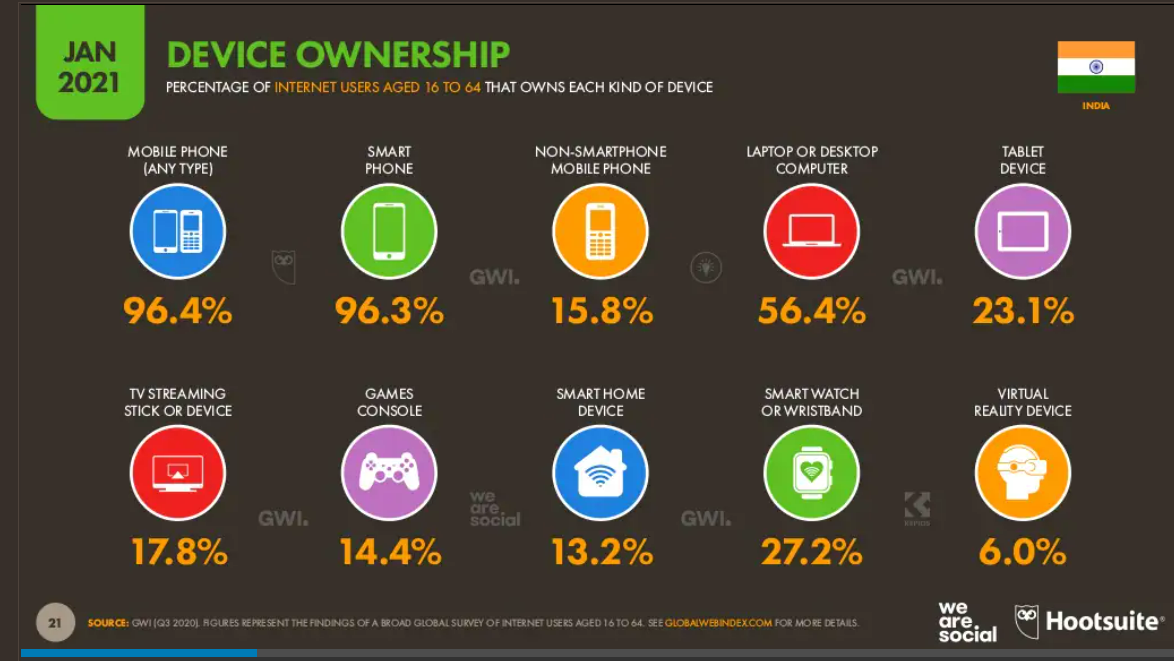 JAN
2021
DEVICE OWNERSHIP
PERCENTAGE OF INTERNET USERS AGED 16 TO 64 THAT OWNS EACH KIND OF DEVICE
INDIA
MOBILE PHONE
(ANY TYPE)
SMART
PHONE
NON-SMARTPHONE
MOBILE PHONE
LAPTOP OR DESKTOP
COMPUTER
TABLET
DEVICE
GWI.
GWI.
96.4%
96.3%
15.8%
56.4%
23.1%
TV STREAMING
STICK OR DEVICE
GAMES
CONSOLE
SMART HOME
DEVICE
SMART WATCH
OR WRISTBAND
VIRTUAL
REALITY DEVICE
GWI.
we
are
social
GWI.
KEPIOS
17.8%
14.4%
13.2%
27.2%
6.0%
21
SOURCE: GWI (Q3 2020). FIGURES REPRESENT THE FINDINGS OF A BROAD GLOBAL SURVEY OF INTERNET USERS AGED 16 TO 64. SEE GLOBALWEBINDEX.COM FOR MORE DETAILS.
we
are
social
Hootsuite®